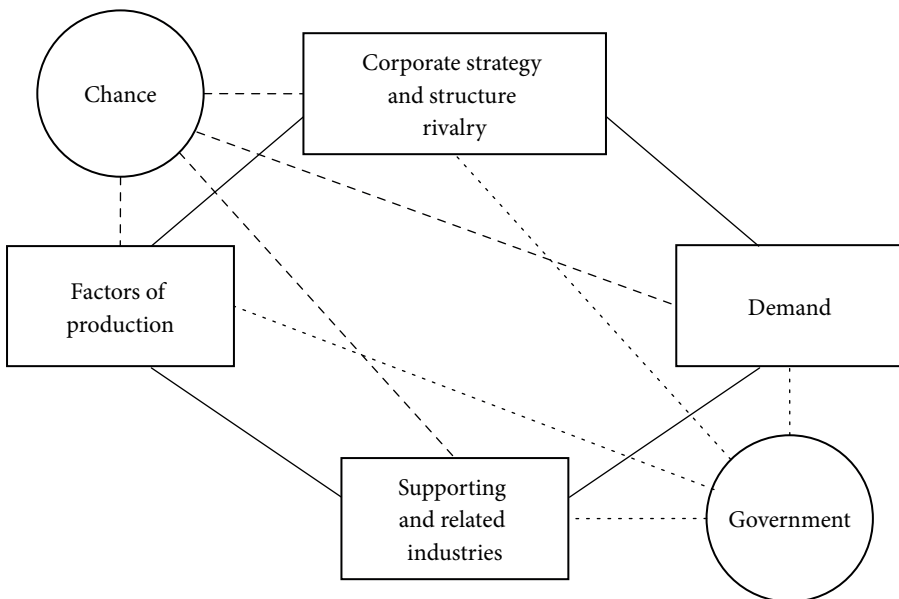 Chance
Corporate strategy
and structure
rivalry
Factors of
production
Demand
Supporting
and related
industries
Government